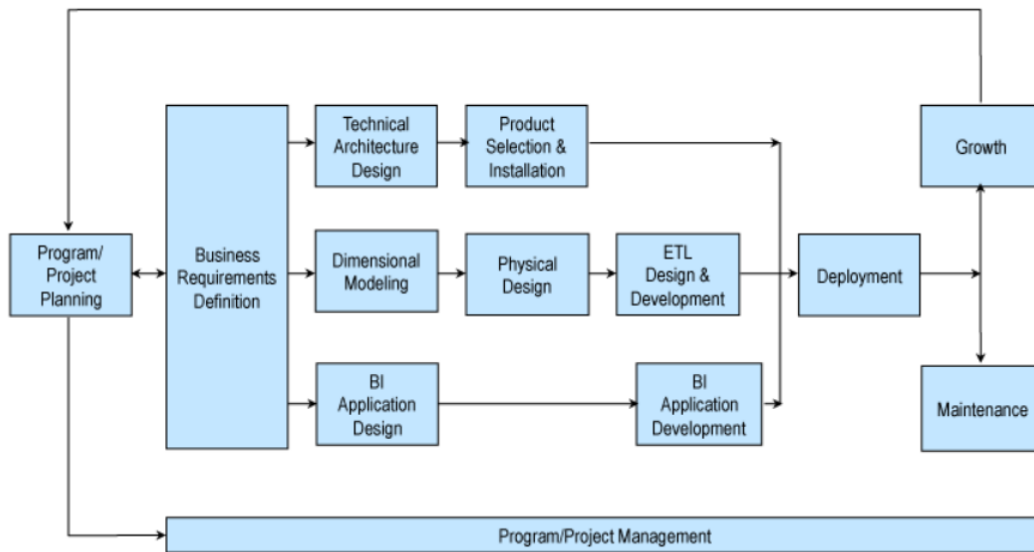 Technical
Architecture
Design
Product
Selection &
Installation
Growth
Program/
Project
Planning
Business
Requirements
Definition
Dimensional
Modeling
Physical
Design
ETL
Design &
Development
Deployment
BI
Application
Design
BI
Application
Development
Maintenance
Program/Project Management